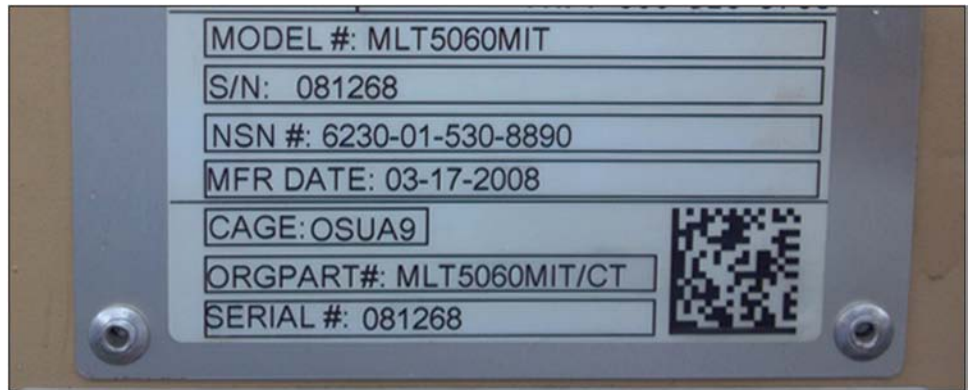 MODEL #: MLT5060MIT
S/N: 081268
NSN #: 6230-01-530-8890
MFR DATE: 03-17-2008
CAGE: OSUA9
ORGPART#: MLT5060MIT/CT
SERIAL #: 081268